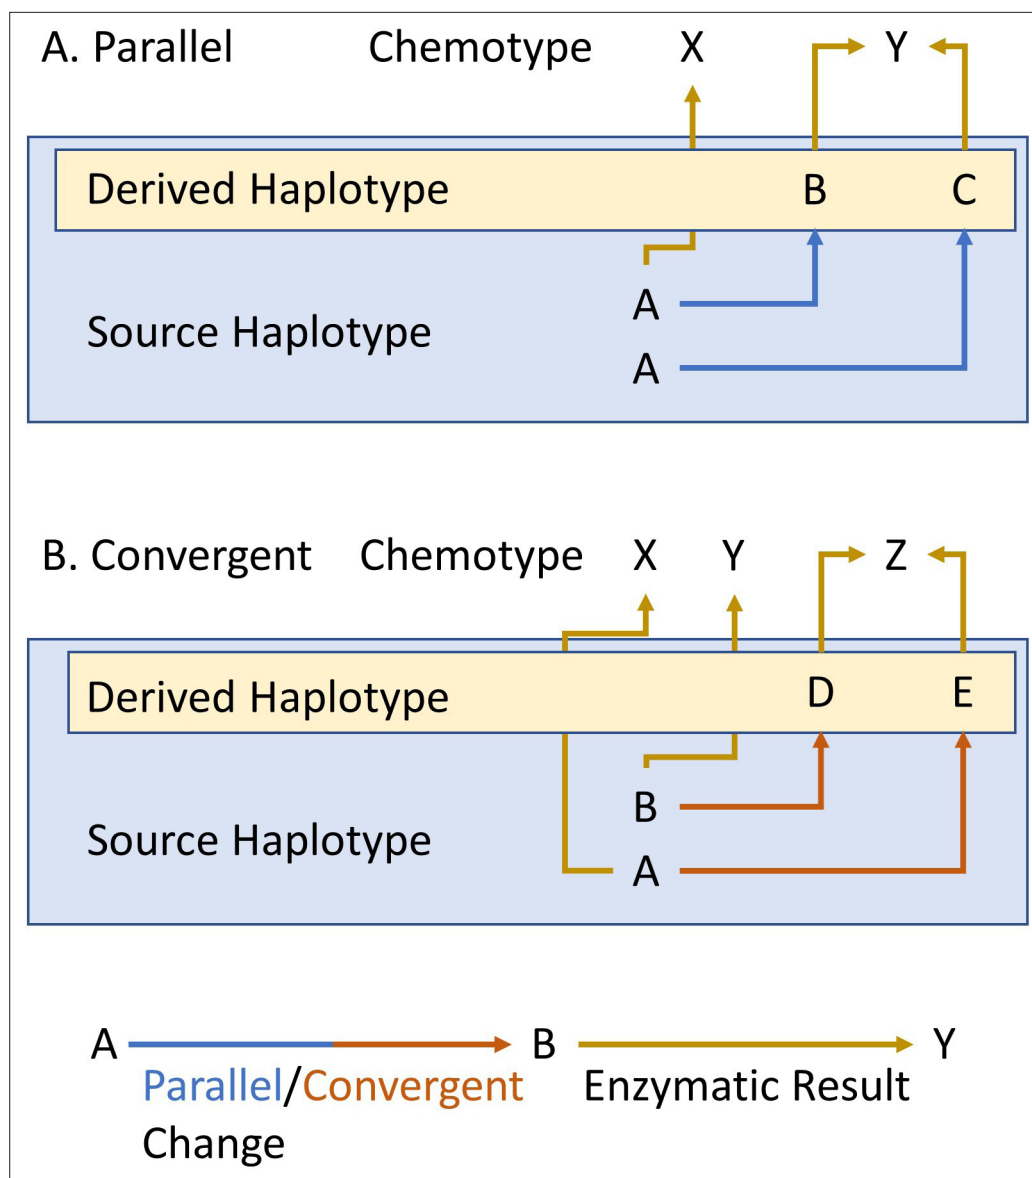 A. Parallel Chemotype X Y
Derived Haplotype B C
A
Source Haplotype
A
B. Convergent Chemotype X Y Z
Derived Haplotype D E
B
Source Haplotype
A
A B Y
Parallel/Convergent Enzymatic Result
Change